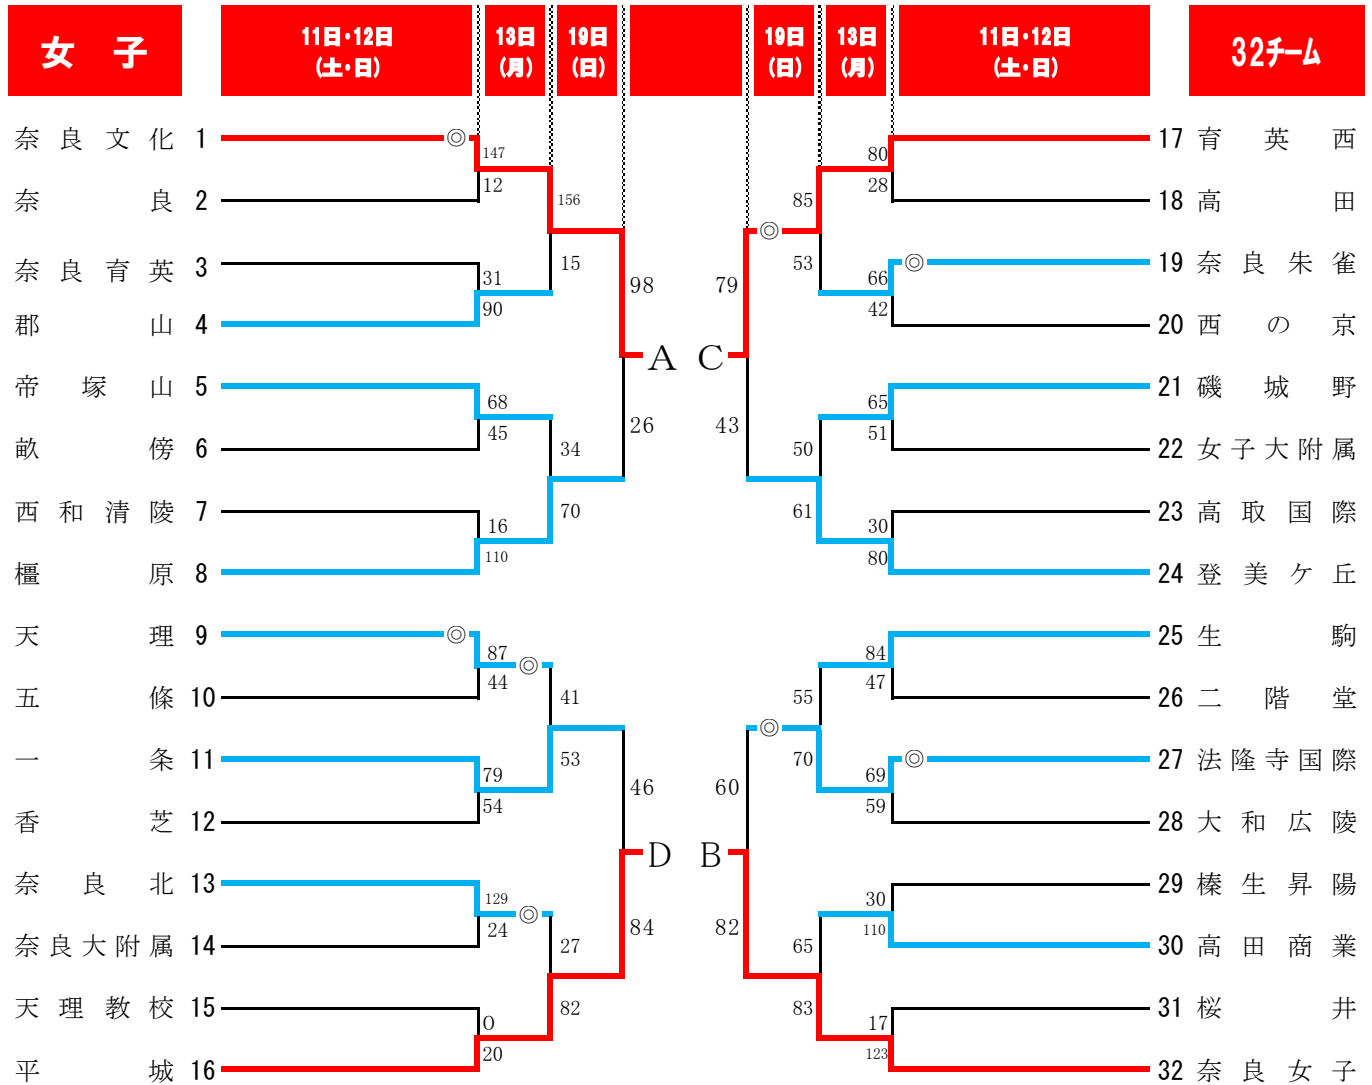 女 子
11日・12日
(土・日)
13日
(月)
19日
(日)
19日
(日)
13日
(月)
11日・12日
(土・日)
32チーム
奈良文化 1 ◎
147
12
奈良 2
156
15
奈良育英 3
31
90
郡山 4
98
26
A
帝塚山 5
68
45
畝傍 6
34
70
西和清陵 7
16
110
橿原 8
天理 9 ◎
87
44
◎
五條 10
41
53
一条 11
79
54
香芝 12
46
84
D
奈良北 13
129
24
◎
奈良大附属 14
27
82
天理教校 15
0
20
平城 16
17 育英西
80
28
18 高田
85
53
◎
19 奈良朱雀 ◎
66
42
20 西の京
79
43
C
21 磯城野
65
51
22 女子大附属
50
61
23 高取国際
30
80
24 登美ケ丘
25 生駒
84
47
26 二階堂
55
70
◎
27 法隆寺国際 ◎
69
59
28 大和広陵
60
82
B
29 榛生昇陽
30
110
30 高田商業
65
83
31 桜井
17
123
32 奈良女子